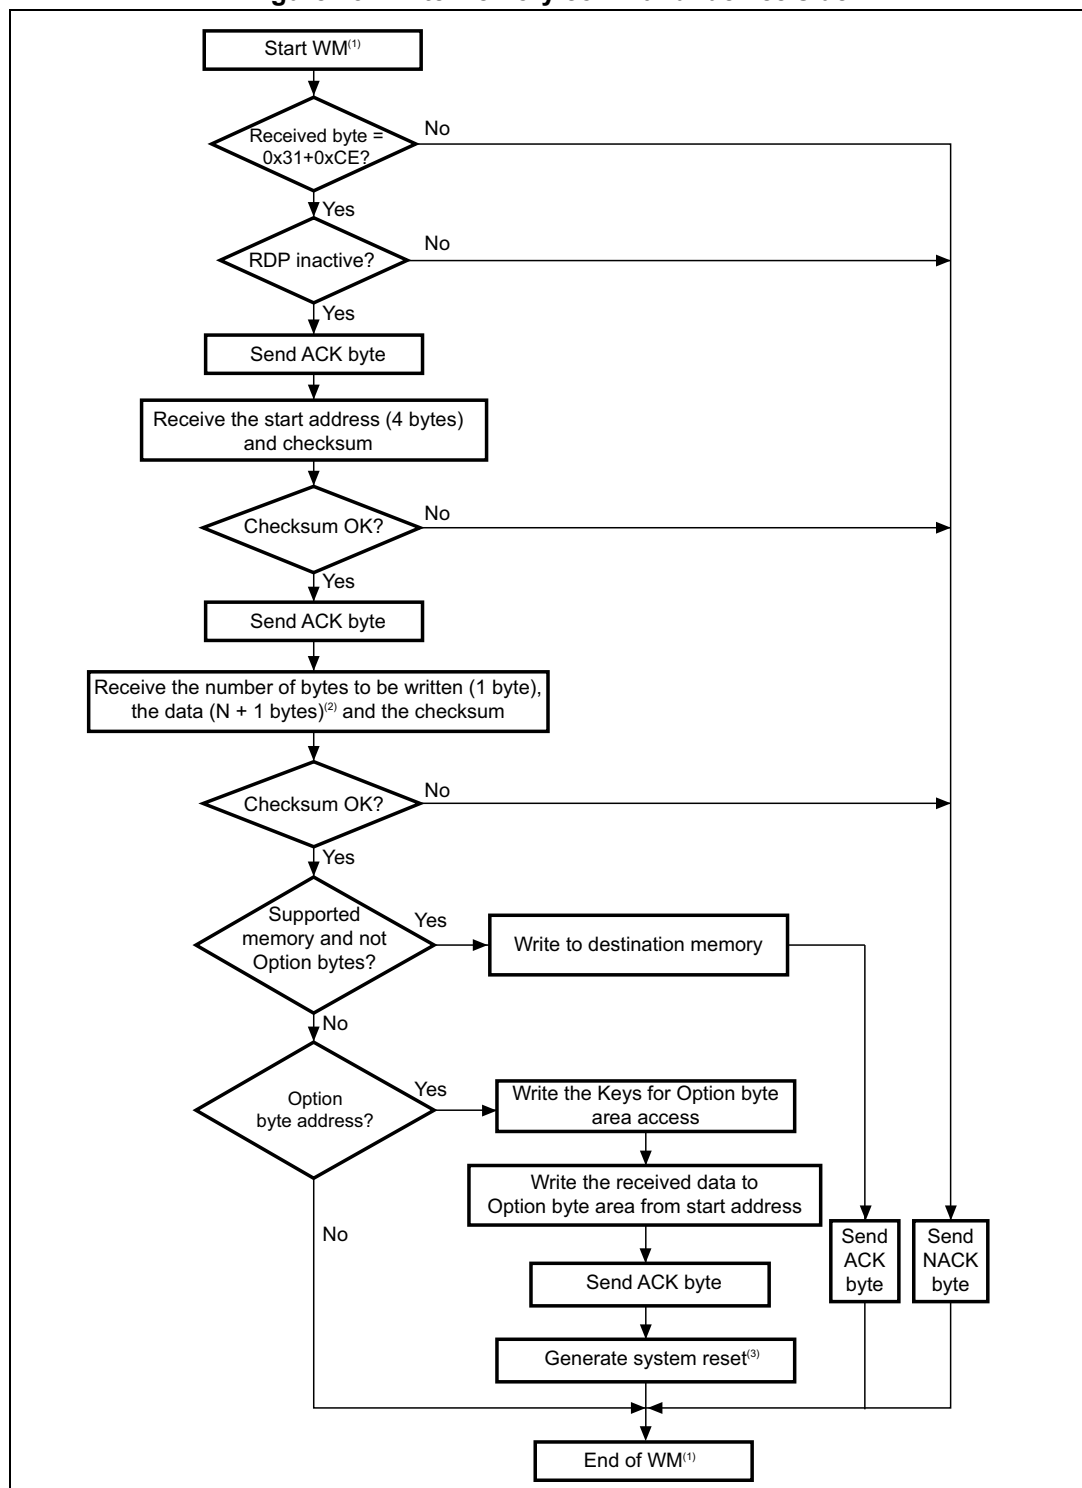 Start WM(1)
Received byte =
0x31+0xCE?
No
Yes
RDP inactive?
No
Yes
Send ACK byte
Receive the start address (4 bytes)
and checksum
Checksum OK?
No
Yes
Send ACK byte
Receive the number of bytes to be written (1 byte),
the data (N + 1 bytes)(2) and the checksum
Checksum OK?
No
Yes
Supported
memory and not
Option bytes?
Yes
Write to destination memory
No
Option
byte address?
Yes
Write the Keys for Option byte
area access
Write the received data to
Option byte area from start address
No
Send
ACK
byte
Send
NACK
byte
Send ACK byte
Generate system reset(3)
End of WM(1)